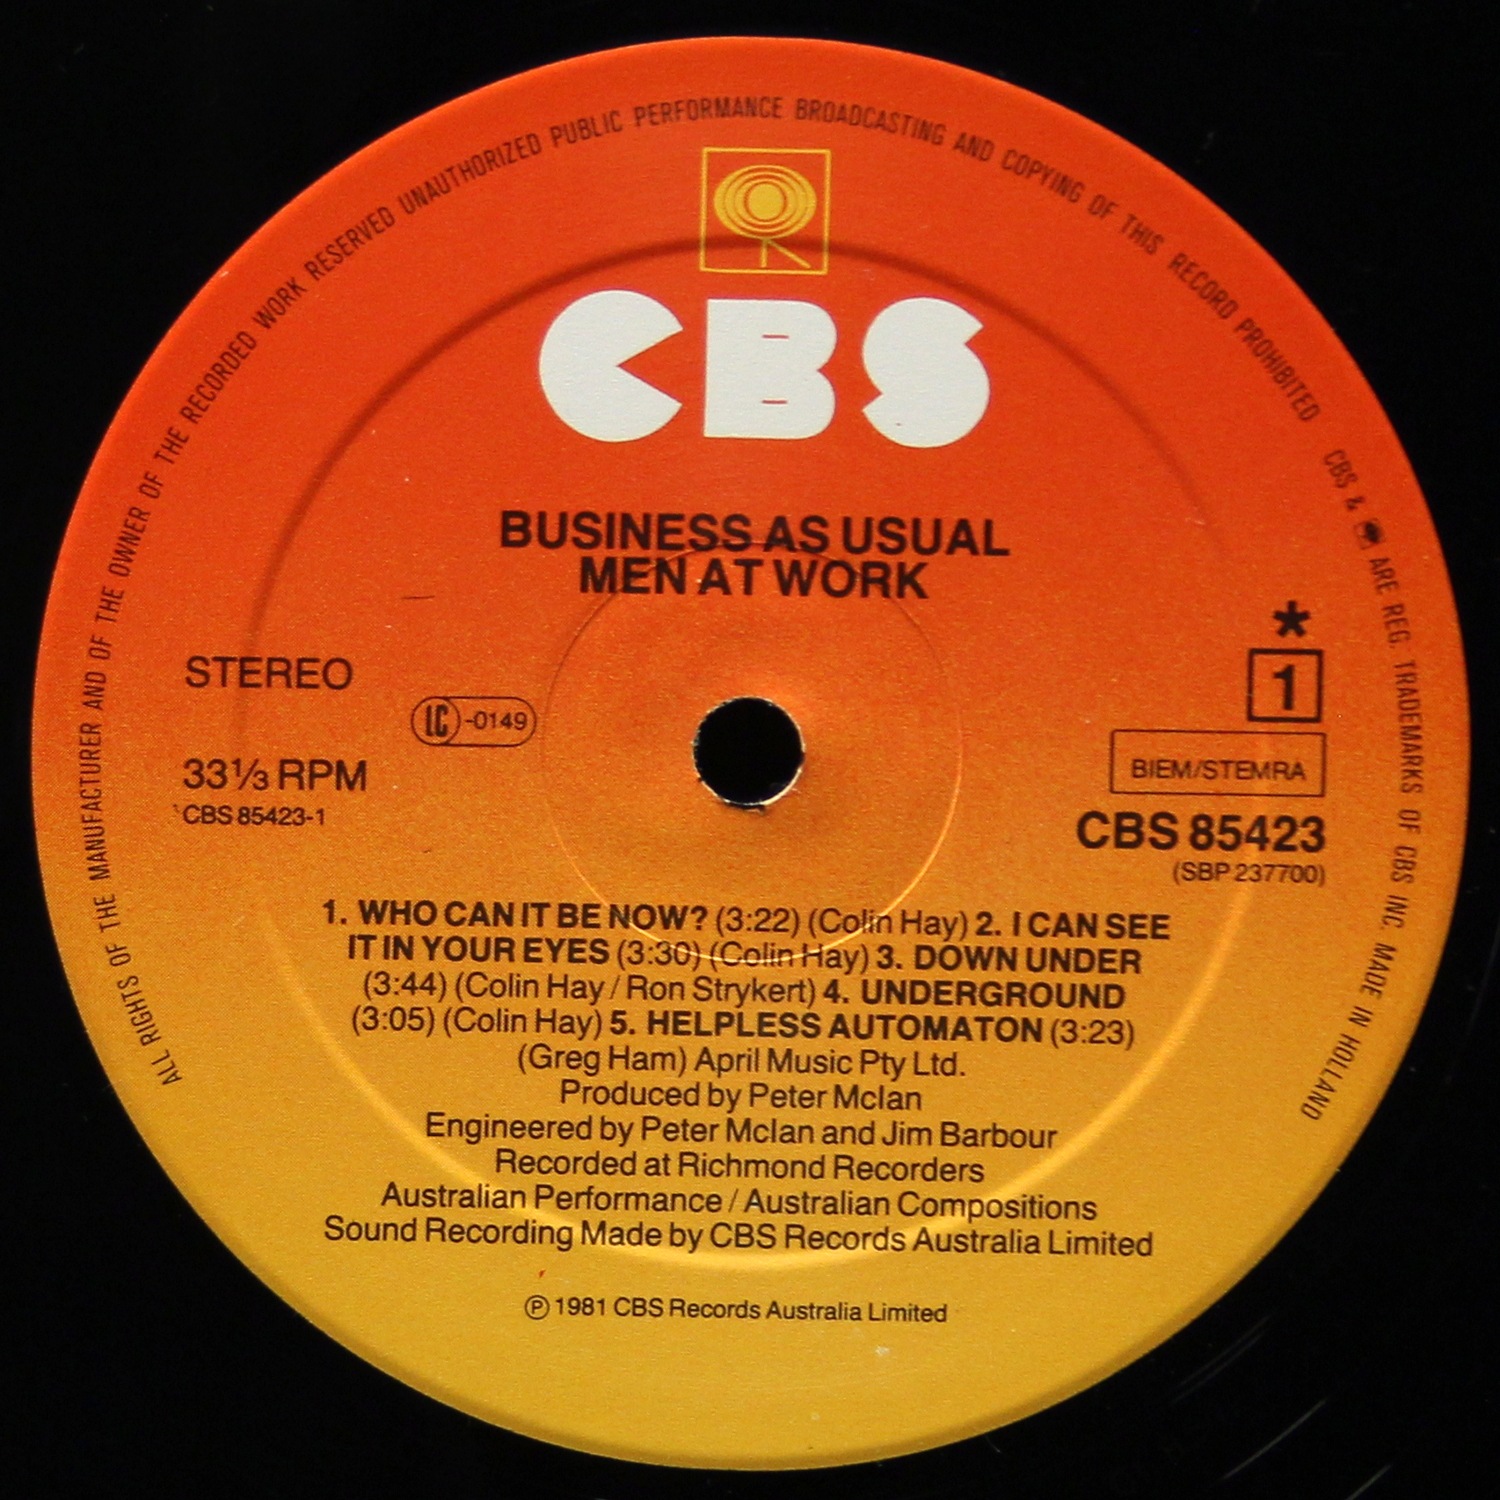 ALL RIGHTS OF THE MANUFACTURER AND OF THE OWNER OF THE RECORDED WORK RESERVED UNAUTHORIZED PUBLIC PERFORMANCE BROADCASTING AND COPYING OF THIS RECORD PROHIBITED CBS & ARE REG. TRADEMARKS OF CBS INC. MADE IN HOLLAND
CBS
BUSINESS AS USUAL
MEN AT WORK
STEREO
LC-0149
33⅓ RPM
CBS 85423-1
*
1
BIEM/STEMRA
CBS 85423
(SBP 237700)
1. WHO CAN IT BE NOW? (3:22) (Colin Hay) 2. I CAN SEE
IT IN YOUR EYES (3:30) (Colin Hay) 3. DOWN UNDER
(3:44) (Colin Hay / Ron Strykert) 4. UNDERGROUND
(3:05) (Colin Hay) 5. HELPLESS AUTOMATON (3:23)
(Greg Ham) April Music Pty Ltd.
Produced by Peter McIan
Engineered by Peter McIan and Jim Barbour
Recorded at Richmond Recorders
Australian Performance / Australian Compositions
Sound Recording Made by CBS Records Australia Limited
℗ 1981 CBS Records Australia Limited